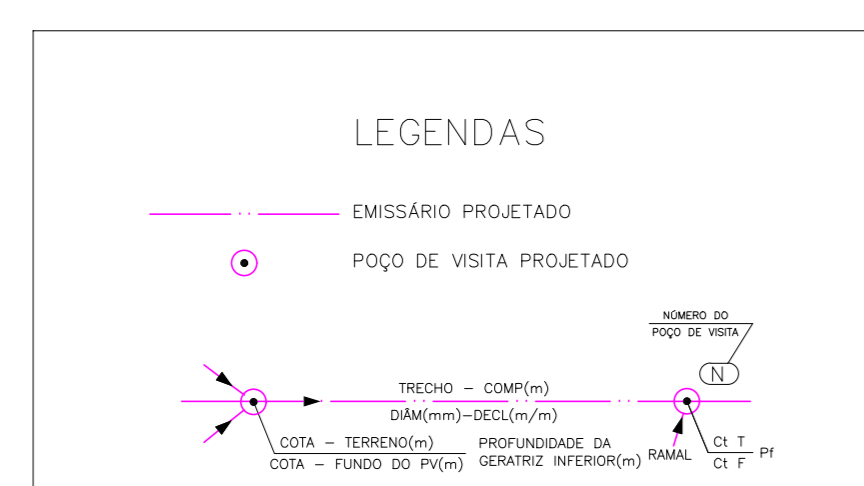 LEGENDAS
EMISSÁRIO PROJETADO
POÇO DE VISITA PROJETADO
NÚMERO DO
POÇO DE VISITA
N
TRECHO - COMP(m)
DIÂM(mm)-DECL(m/m)
COTA - TERRENO(m)
COTA - FUNDO DO PV(m)
PROFUNDIDADE DA
GERATRIZ INFERIOR(m)
RAMAL
Ct T
Ct F
Pf